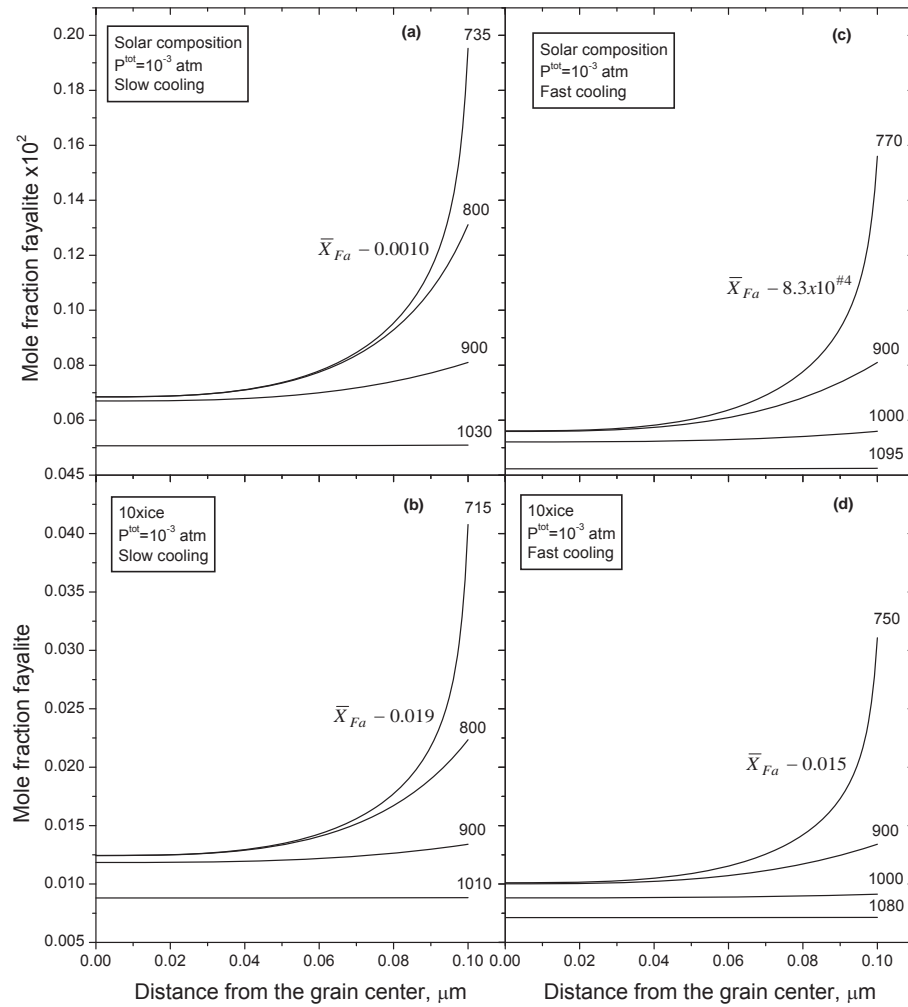 (a)
Solar composition
P^tot=10^-3 atm
Slow cooling
735
800
900
1030
X̄_Fa – 0.0010
0.20
0.18
0.16
0.14
0.12
0.10
0.08
0.06
0.045
Mole fraction fayalite x10^2
(c)
Solar composition
P^tot=10^-3 atm
Fast cooling
770
900
1000
1095
X̄_Fa – 8.3x10^#4
(b)
10xice
P^tot=10^-3 atm
Slow cooling
715
800
900
1010
X̄_Fa – 0.019
0.040
0.035
0.030
0.025
0.020
0.015
0.010
0.005
Mole fraction fayalite
0.00 0.02 0.04 0.06 0.08 0.10
Distance from the grain center, μm
(d)
10xice
P^tot=10^-3 atm
Fast cooling
750
900
1000
1080
X̄_Fa – 0.015
0.00 0.02 0.04 0.06 0.08 0.10
Distance from the grain center, μm